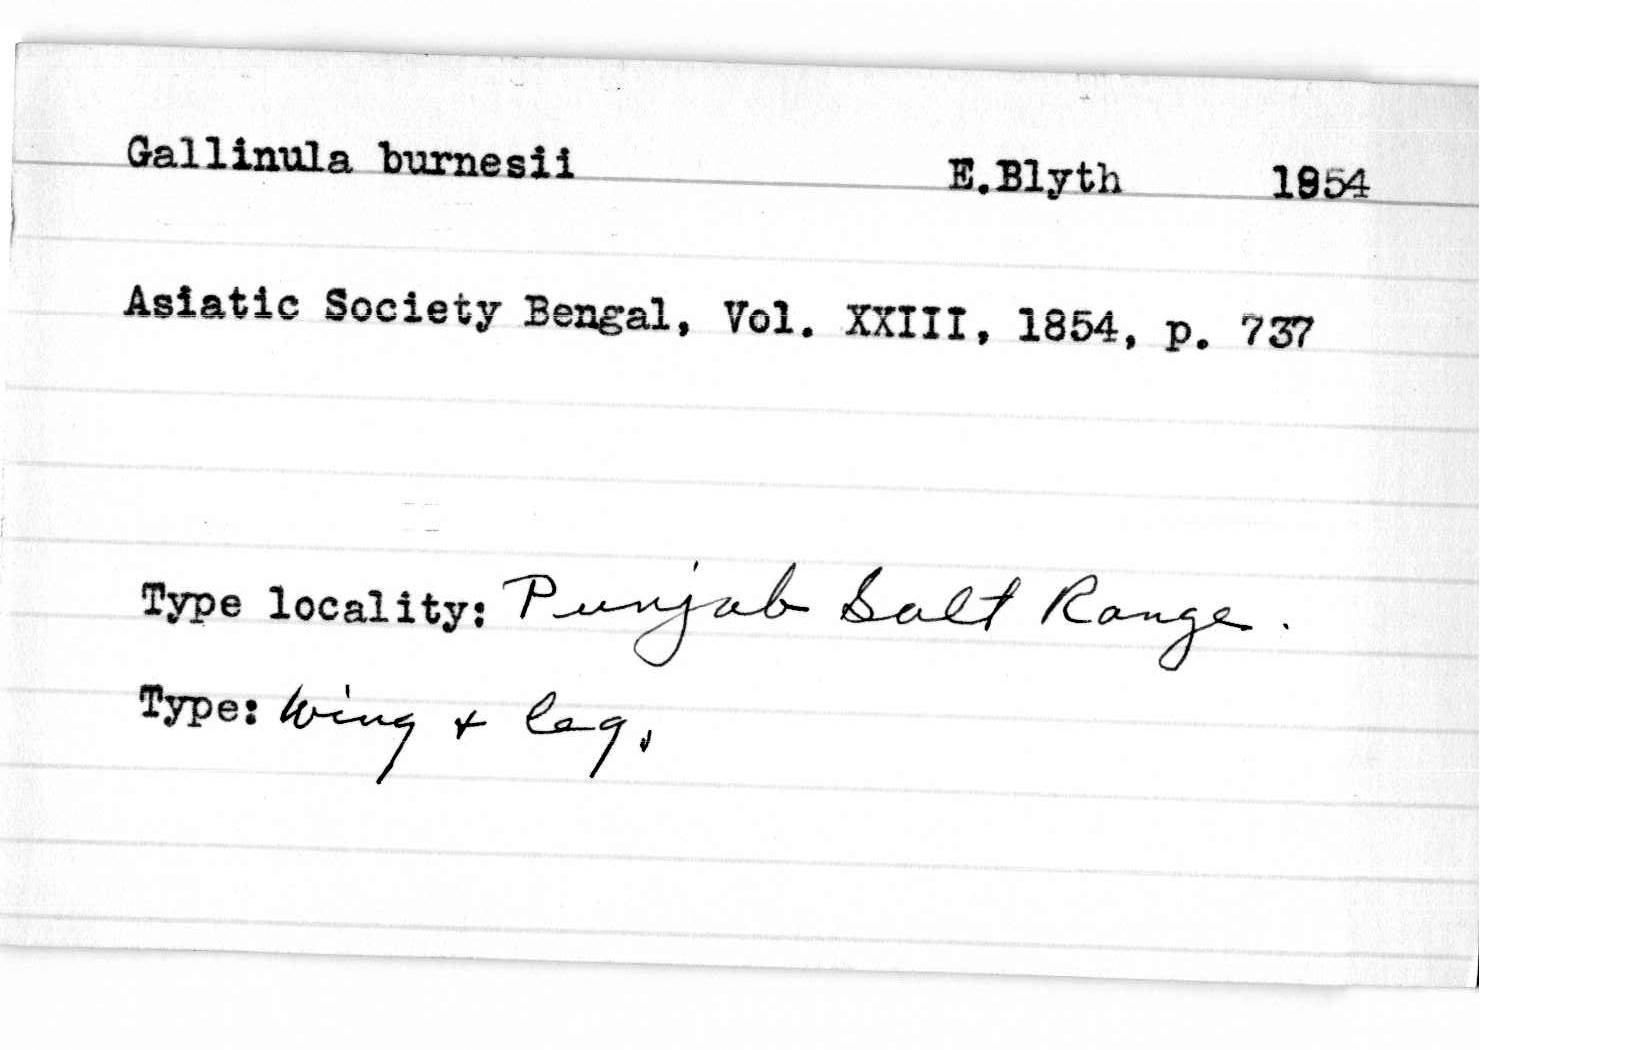 Gallinula burnesii E.Blyth 1854
Asiatic Society Bengal, Vol. XXIII, 1854, p. 737
Type locality: Punjab Salt Range.
Type: Wing + leg.